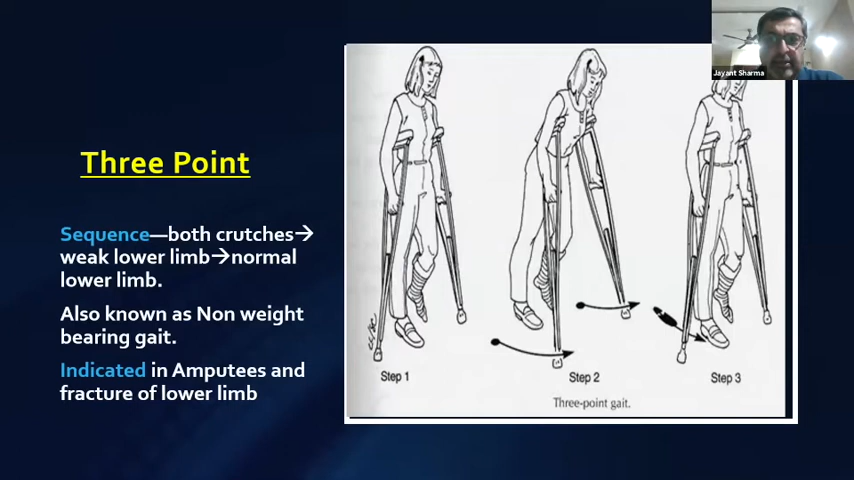 Jayant Sharma
Three Point
Sequence—both crutches→
weak lower limb→normal
lower limb.
Also known as Non weight
bearing gait.
Indicated in Amputees and
fracture of lower limb
Step 1
Step 2
Step 3
Three-point gait.